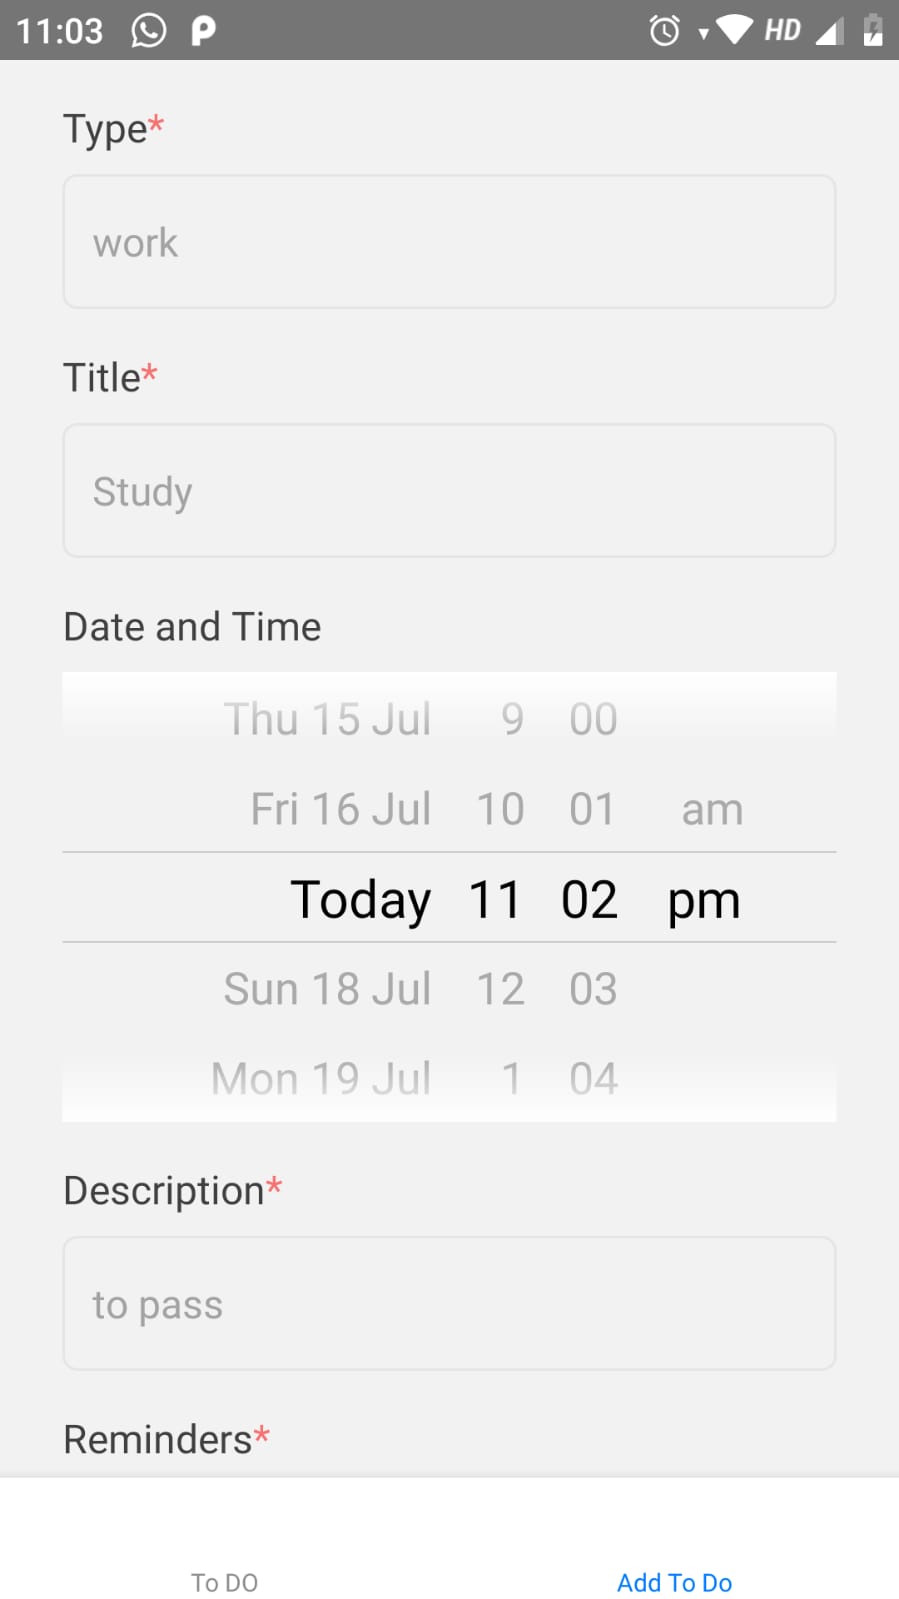 11:03 HD
Type*
work
Title*
Study
Date and Time
Thu 15 Jul 9 00
Fri 16 Jul 10 01 am
Today 11 02 pm
Sun 18 Jul 12 03
Mon 19 Jul 1 04
Description*
to pass
Reminders*
To DO Add To Do